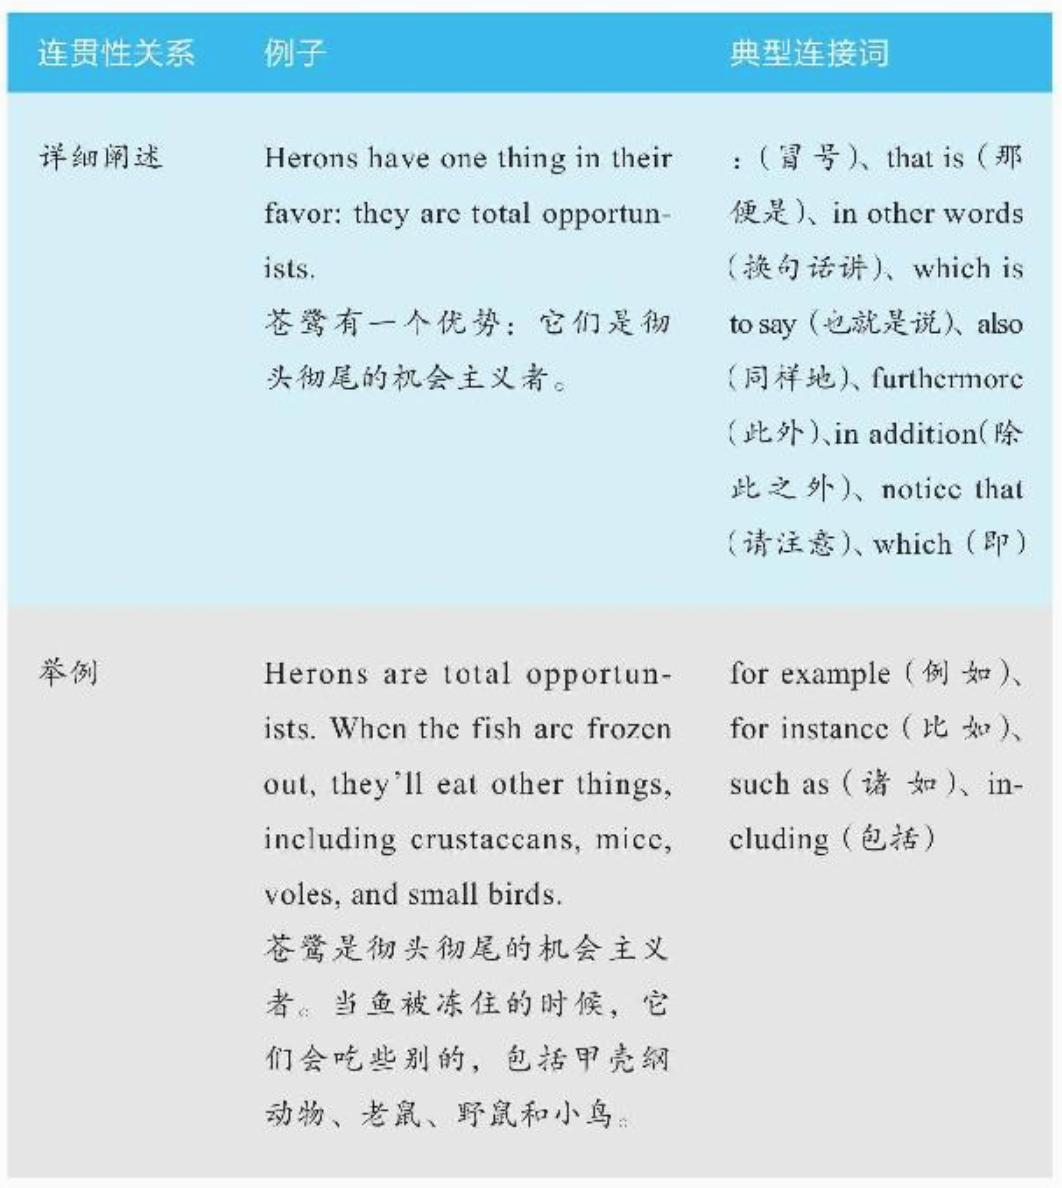 连贯性关系 例子 典型连接词
详细阐述
Herons have one thing in their
favor: they are total opportun-
ists.
苍鹭有一个优势：它们是彻
头彻尾的机会主义者。
：（冒号）、that is（那
便是）、in other words
（换句话讲）、which is
to say（也就是说）、also
（同样地）、furthermore
（此外）、in addition（除
此之外）、notice that
（请注意）、which（即）
举例
Herons are total opportun-
ists. When the fish are frozen
out, they’ll eat other things,
including crustaceans, mice,
voles, and small birds.
苍鹭是彻头彻尾的机会主义
者。当鱼被冻住的时候，它
们会吃些别的，包括甲壳纲
动物、老鼠、野鼠和小鸟。
for example（例如）、
for instance（比如）、
such as（诸如）、in-
cluding（包括）